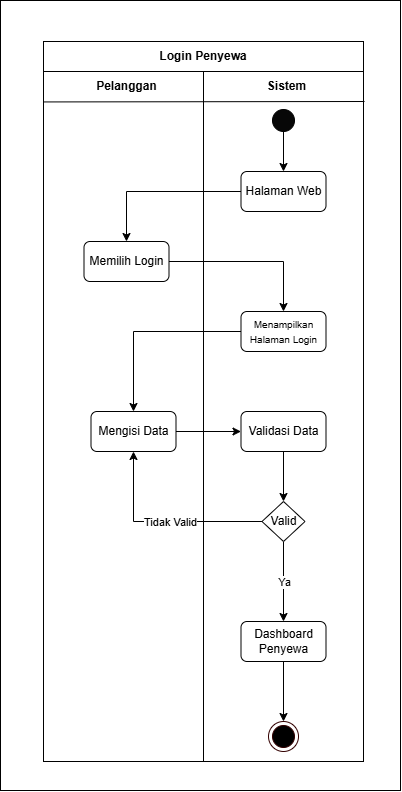 Login Penyewa
Pelanggan
Sistem
Halaman Web
Memilih Login
Menampilkan
Halaman Login
Mengisi Data
Validasi Data
Valid
Tidak Valid
Ya
Dashboard
Penyewa